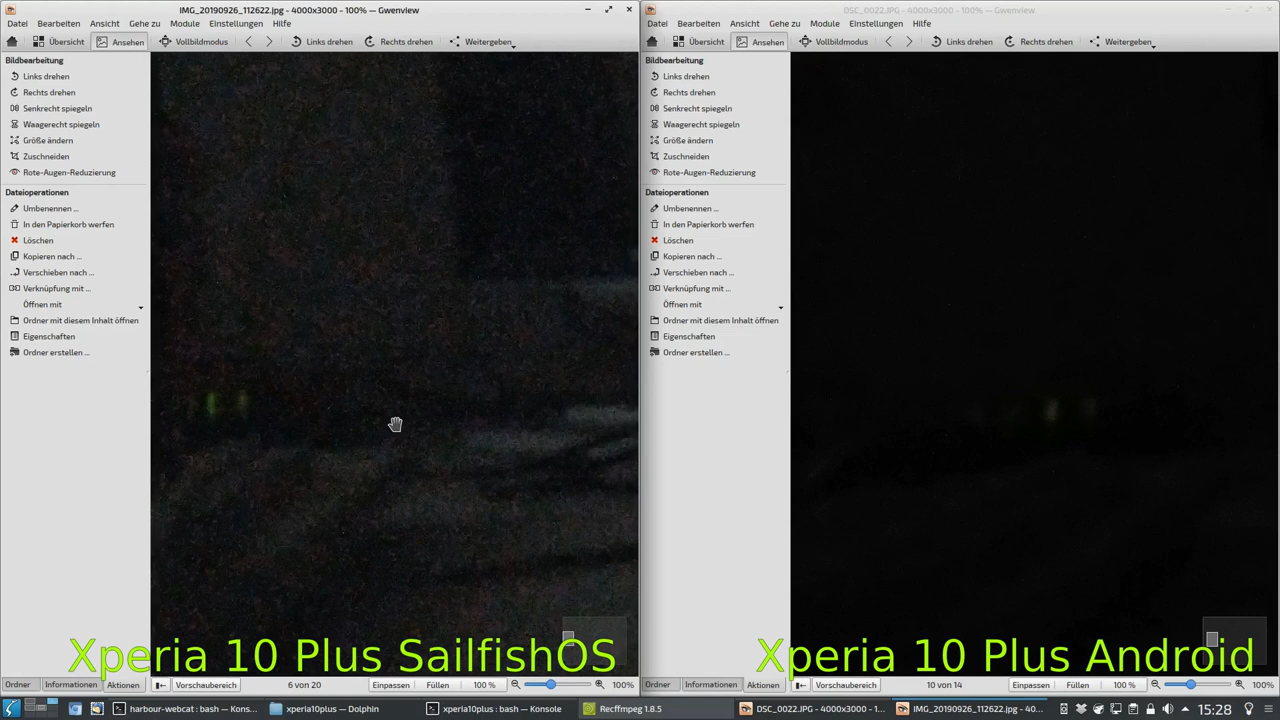 IMG_20190926_112622.jpg - 4000x3000 - 100% — Gwenview
Datei Bearbeiten Ansicht Gehe zu Module Einstellungen Hilfe
Übersicht Ansehen Vollbildmodus Links drehen Rechts drehen Weitergeben
Bildbearbeitung
Links drehen
Rechts drehen
Senkrecht spiegeln
Waagerecht spiegeln
Größe ändern
Zuschneiden
Rote-Augen-Reduzierung
Dateioperationen
Umbenennen ...
In den Papierkorb werfen
Löschen
Kopieren nach ...
Verschieben nach ...
Verknüpfung mit ...
Öffnen mit
Ordner mit diesem Inhalt öffnen
Eigenschaften
Ordner erstellen ...
Xperia 10 Plus SailfishOS
Ordner Informationen Aktionen Vorschaubereich 6 von 20 Einpassen Füllen 100 % 100%
DSC_0022.JPG - 4000x3000 - 100% — Gwenview
Datei Bearbeiten Ansicht Gehe zu Module Einstellungen Hilfe
Übersicht Ansehen Vollbildmodus Links drehen Rechts drehen Weitergeben
Bildbearbeitung
Links drehen
Rechts drehen
Senkrecht spiegeln
Waagerecht spiegeln
Größe ändern
Zuschneiden
Rote-Augen-Reduzierung
Dateioperationen
Umbenennen ...
In den Papierkorb werfen
Löschen
Kopieren nach ...
Verschieben nach ...
Verknüpfung mit ...
Öffnen mit
Ordner mit diesem Inhalt öffnen
Eigenschaften
Ordner erstellen ...
Xperia 10 Plus Android
Ordner Informationen Aktionen Vorschaubereich 10 von 14 Einpassen Füllen 100 % 100%
harbour-webcat : bash — Kons... xperia10plus — Dolphin xperia10plus : bash — Konsole Recffmpeg 1.8.5 DSC_0022.JPG - 4000x3000 - 1... IMG_20190926_112622.jpg - 40... 15:28